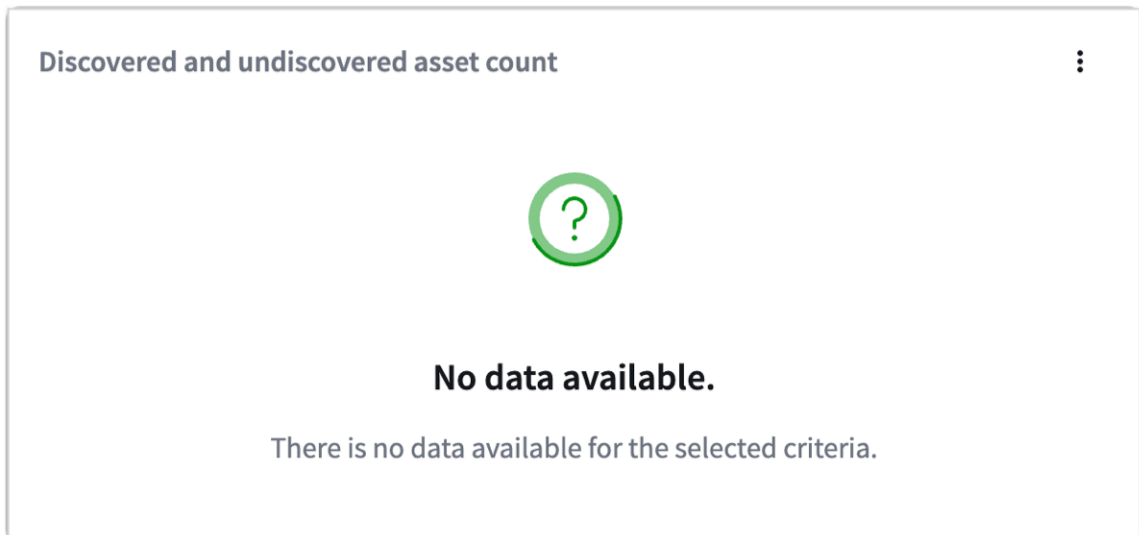 Discovered and undiscovered asset count
?
No data available.
There is no data available for the selected criteria.